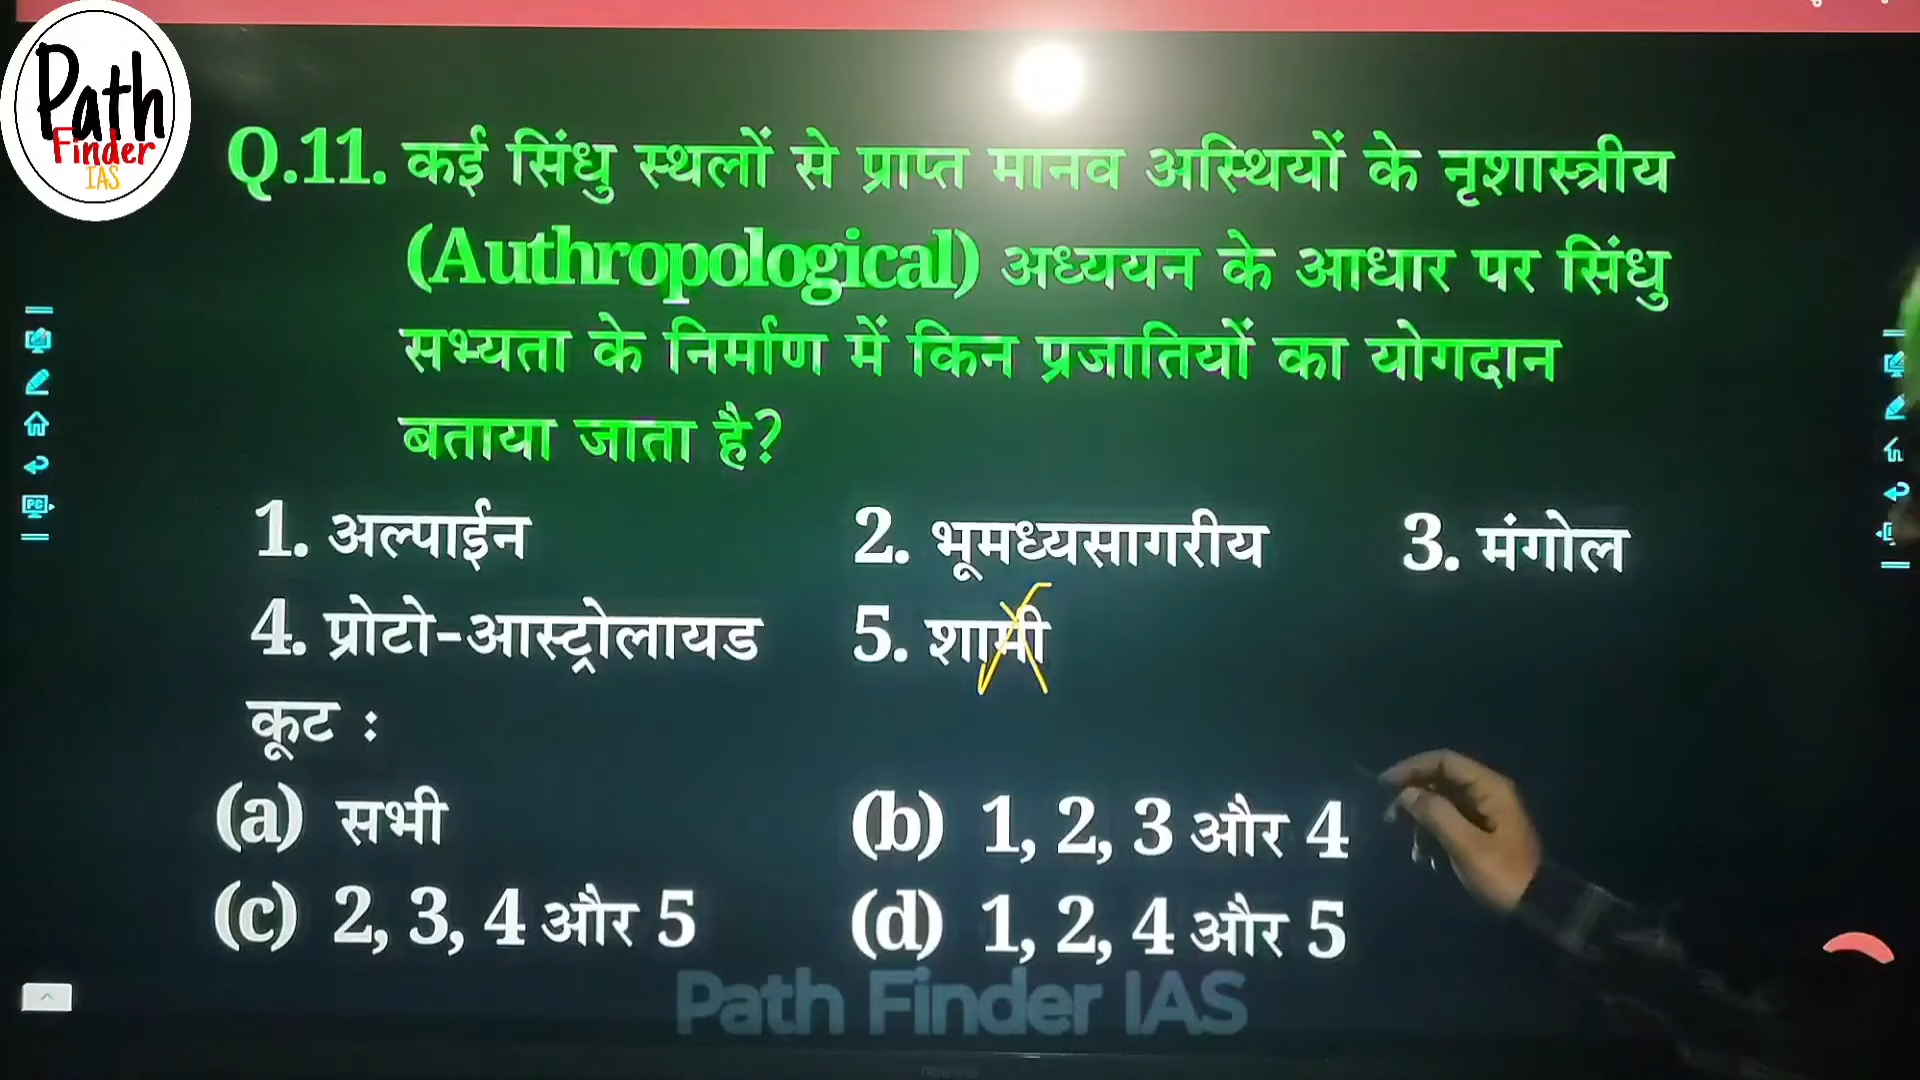 Path
Finder
IAS
Q.11. कई सिंधु स्थलों से प्राप्त मानव अस्थियों के नृशास्त्रीय
(Authropological) अध्ययन के आधार पर सिंधु
सभ्यता के निर्माण में किन प्रजातियों का योगदान
बताया जाता है?
1. अल्पाईन 2. भूमध्यसागरीय 3. मंगोल
4. प्रोटो-आस्ट्रोलायड 5. शामी
कूट :
(a) सभी (b) 1, 2, 3 और 4
(c) 2, 3, 4 और 5 (d) 1, 2, 4 और 5
Path Finder IAS